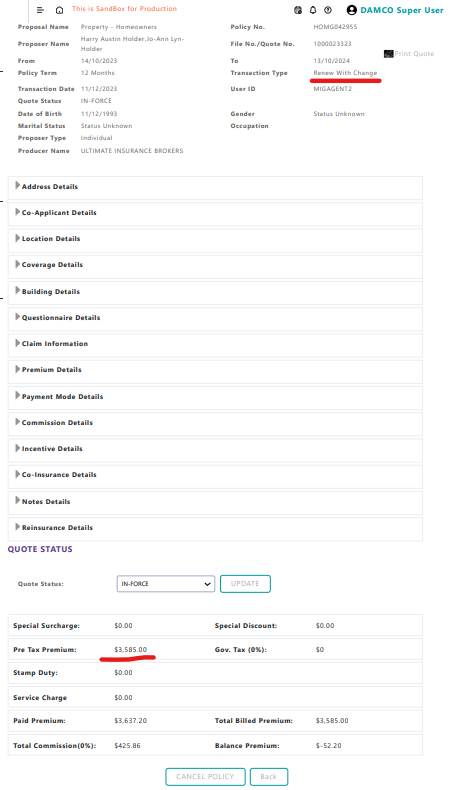 This is SandBox for Production
DAMCO Super User
Proposal Name Property - Homeowners Policy No. HOMG042955
Proposer Name Harry Austin Holder,Jo-Ann Lyn-Holder File No./Quote No. 1000023323
Print Quote
From 14/10/2023 To 13/10/2024
Policy Term 12 Months Transaction Type Renew With Change
Transaction Date 11/12/2023 User ID MIGAGENT2
Quote Status IN-FORCE
Date of Birth 11/12/1993 Gender Status Unknown
Marital Status Status Unknown Occupation
Proposer Type Individual
Producer Name ULTIMATE INSURANCE BROKERS
Address Details
Co-Applicant Details
Location Details
Coverage Details
Building Details
Questionnaire Details
Claim Information
Premium Details
Payment Mode Details
Commission Details
Incentive Details
Co-Insurance Details
Notes Details
Reinsurance Details
QUOTE STATUS
Quote Status: IN-FORCE UPDATE
Special Surcharge: $0.00 Special Discount: $0.00
Pre Tax Premium: $3,585.00 Gov. Tax (0%): $0
Stamp Duty: $0.00
Service Charge $0.00
Paid Premium: $3,637.20 Total Billed Premium: $3,585.00
Total Commission(0%): $425.86 Balance Premium: $-52.20
CANCEL POLICY Back